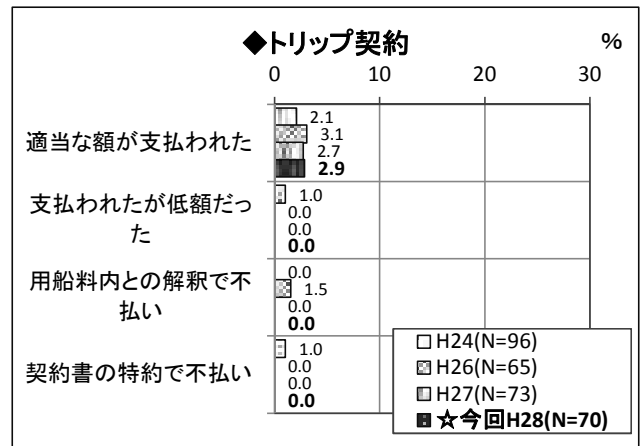 ◆トリップ契約 %
0 10 20 30
適当な額が支払われた
2.1
3.1
2.7
2.9
支払われたが低額だっ
た
1.0
0.0
0.0
0.0
用船料内との解釈で不
払い
0.0
1.5
0.0
0.0
契約書の特約で不払い
1.0
0.0
0.0
0.0
H24(N=96)
H26(N=65)
H27(N=73)
☆今回H28(N=70)